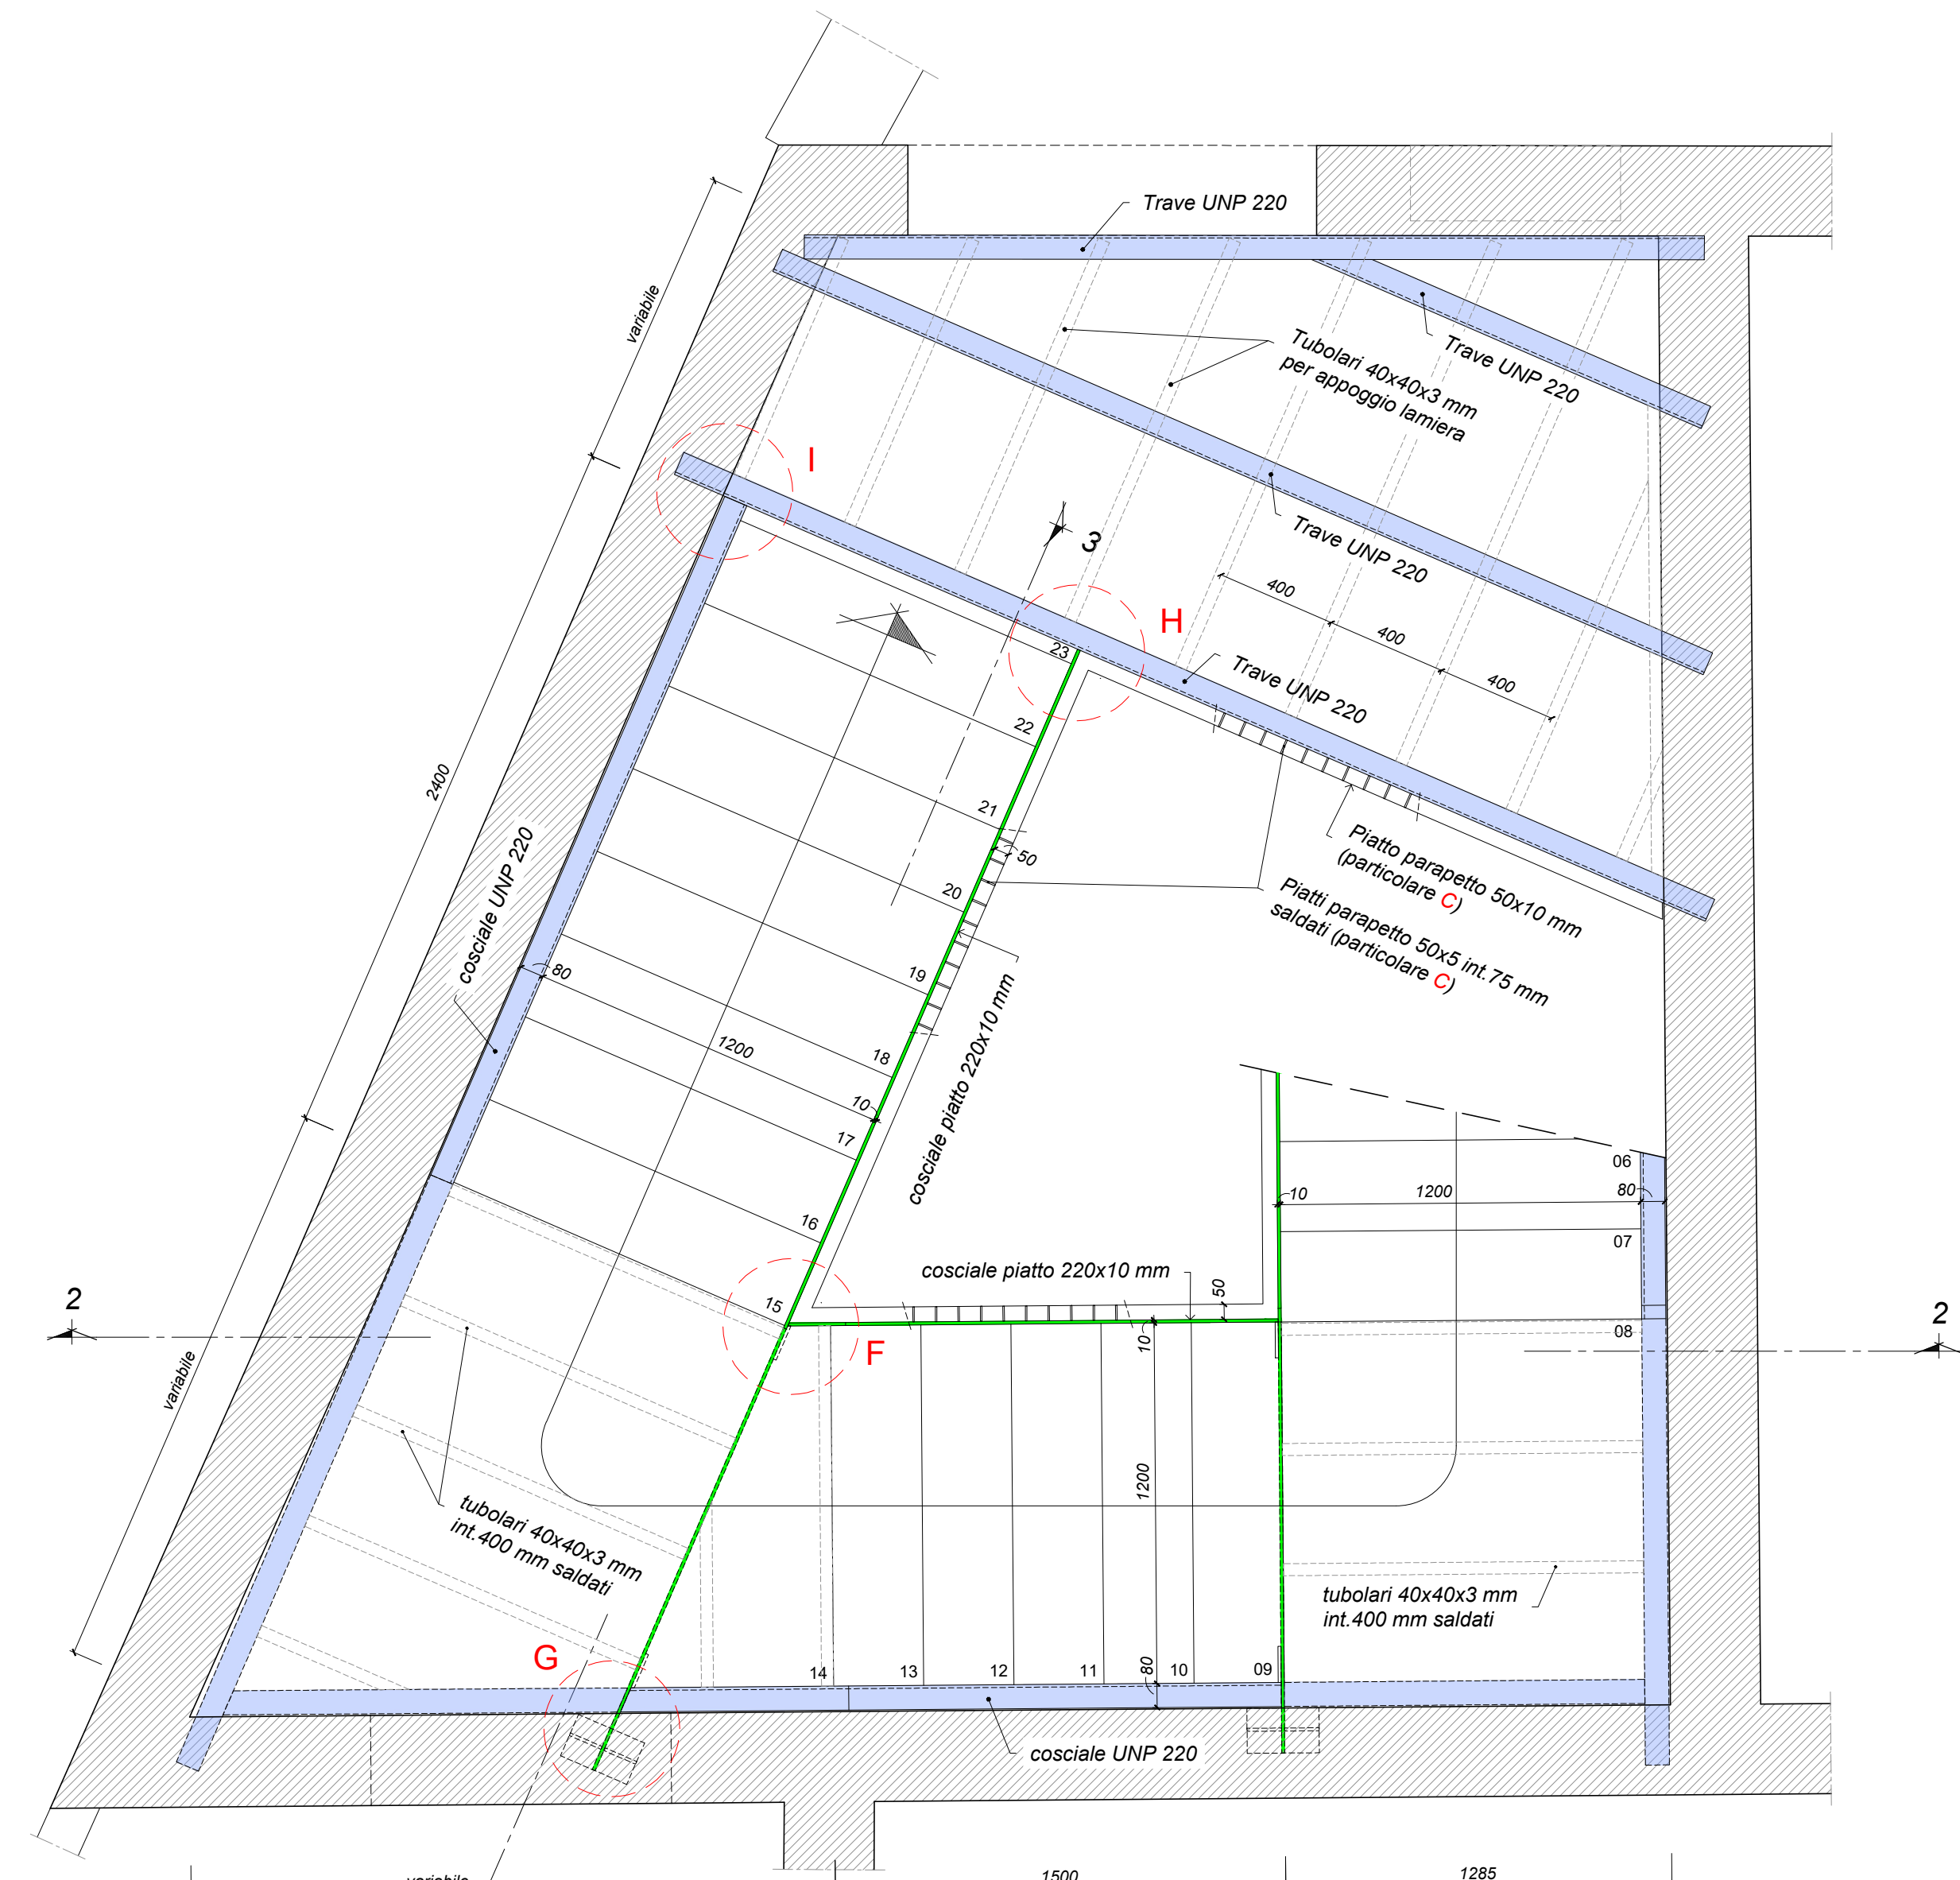 Trave UNP 220
variabile
Trave UNP 220
Tubolari 40x40x3 mm
per appoggio lamiera
I
3
Trave UNP 220
400
400
400
H
23
Trave UNP 220
22
2400
21
50
Piatto parapetto 50x10 mm
(particolare C)
cosciale UNP 220
20
Piatti parapetto 50x5 int.75 mm
saldati (particolare C)
80
19
cosciale piatto 220x10 mm
1200
18
10
17
06
10
1200
80
16
07
cosciale piatto 220x10 mm
50
2
15
2
08
F
10
variabile
1200
tubolari 40x40x3 mm
int.400 mm saldati
tubolari 40x40x3 mm
int.400 mm saldati
G
14
13
12
11
80
10
09
cosciale UNP 220
variabile
1500
1285